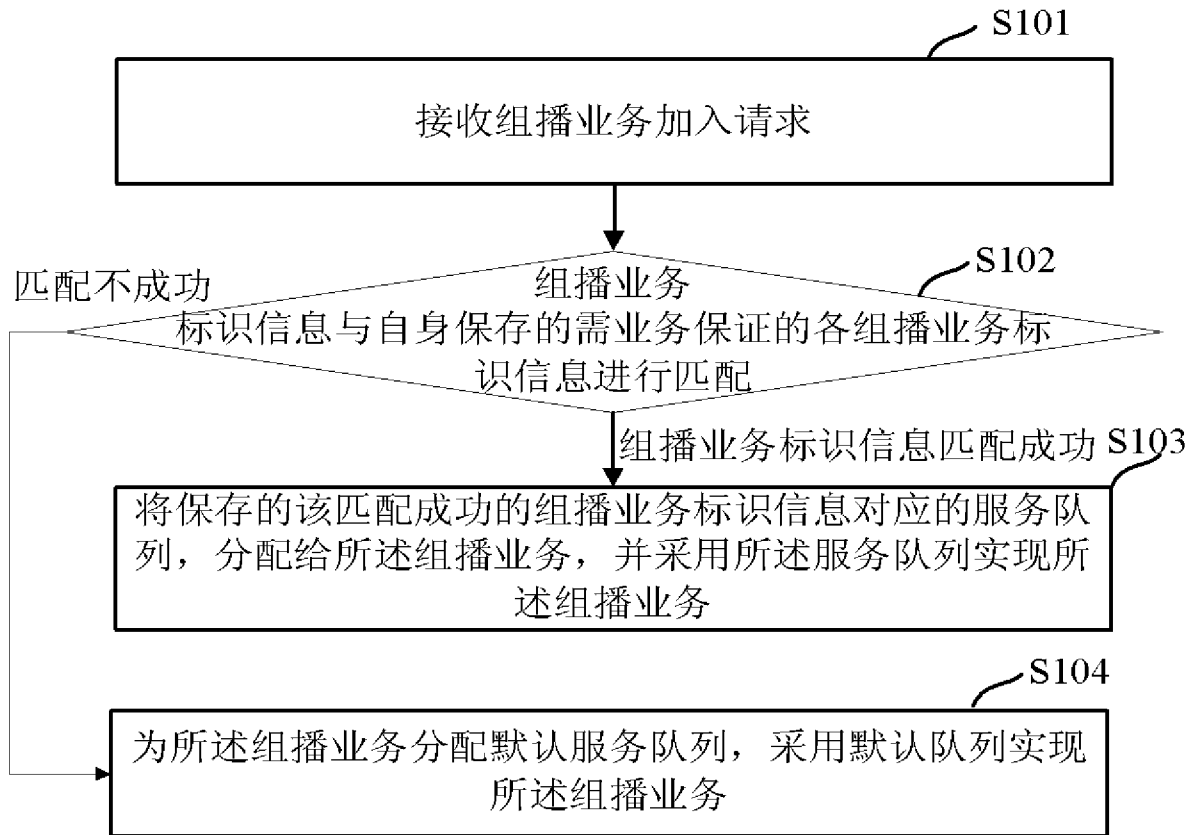 S101
接收组播业务加入请求
匹配不成功
S102
组播业务
标识信息与自身保存的需业务保证的各组播业务标
识信息进行匹配
组播业务标识信息匹配成功
S103
将保存的该匹配成功的组播业务标识信息对应的服务队
列，分配给所述组播业务，并采用所述服务队列实现所
述组播业务
S104
为所述组播业务分配默认服务队列，采用默认队列实现
所述组播业务